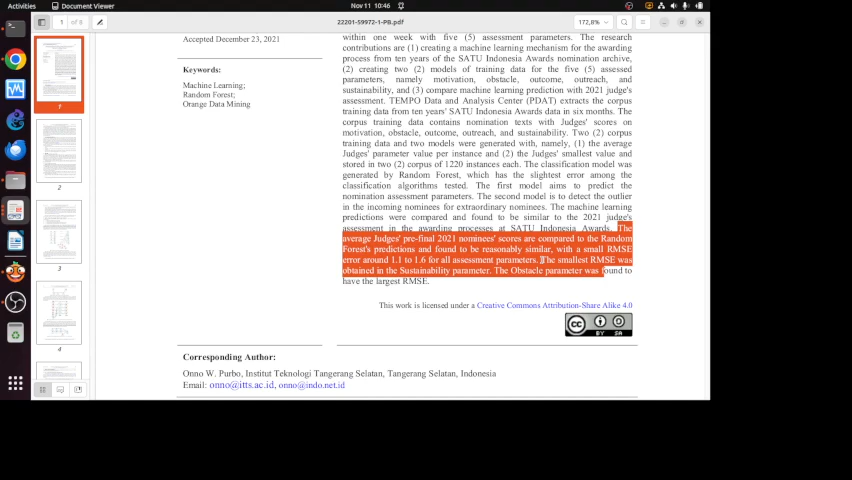 Activities
Document Viewer
Nov 11 10:46
1
of 8
22201-59972-1-PB.pdf
172,8%
Accepted December 23, 2021
Keywords:
Machine Learning;
Random Forest;
Orange Data Mining
within one week with five (5) assessment parameters. The research
contributions are (1) creating a machine learning mechanism for the awarding
process from ten years of the SATU Indonesia Awards nomination archive,
(2) creating two (2) models of training data for the five (5) assessed
parameters, namely motivation, obstacle, outcome, outreach, and
sustainability, and (3) compare machine learning prediction with 2021 judge's
assessment. TEMPO Data and Analysis Center (PDAT) extracts the corpus
training data from ten years' SATU Indonesia Awards data in six months. The
corpus training data contains nomination texts with Judges' scores on
motivation, obstacle, outcome, outreach, and sustainability. Two (2) corpus
training data and two models were generated with, namely, (1) the average
Judges' parameter value per instance and (2) the Judges' smallest value and
stored in two (2) corpus of 1220 instances each. The classification model was
generated by Random Forest, which has the slightest error among the
classification algorithms tested. The first model aims to predict the
nomination assessment parameters. The second model is to detect the outlier
in the incoming nominees for extraordinary nominees. The machine learning
predictions were compared and found to be similar to the 2021 judge's
assessment in the awarding processes at SATU Indonesia Awards. The
average Judges' pre-final 2021 nominees' scores are compared to the Random
Forest's predictions and found to be reasonably similar, with a small RMSE
error around 1.1 to 1.6 for all assessment parameters. The smallest RMSE was
obtained in the Sustainability parameter. The Obstacle parameter was found to
have the largest RMSE.
This work is licensed under a Creative Commons Attribution-Share Alike 4.0
CC
BY SA
Corresponding Author:
Onno W. Purbo, Institut Teknologi Tangerang Selatan, Tangerang Selatan, Indonesia
Email: onno@itts.ac.id, onno@indo.net.id
1
2
3
4